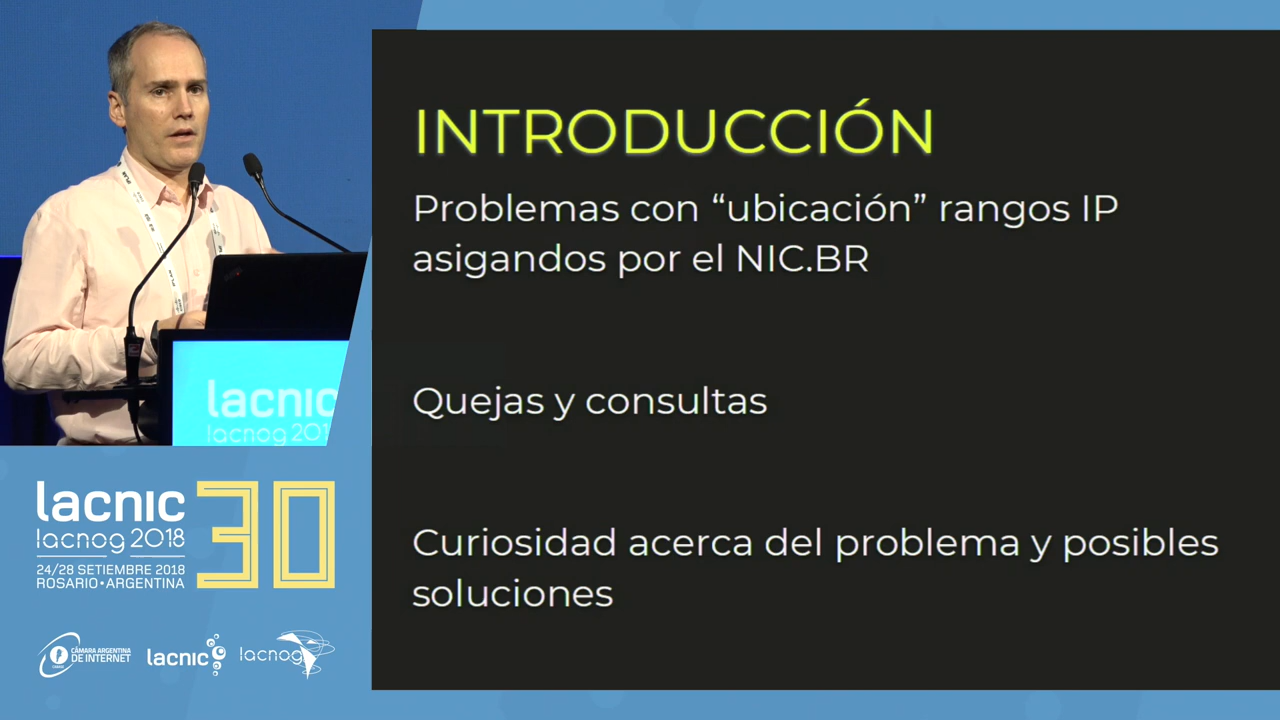 INTRODUCCIÓN
Problemas con “ubicación” rangos IP
asigandos por el NIC.BR
Quejas y consultas
Curiosidad acerca del problema y posibles
soluciones
lacnic
lacnog 201
lacnic 30
lacnog 2018
24/28 SETIEMBRE 2018
ROSARIO•ARGENTINA
CÁMARA ARGENTINA
DE INTERNET
lacnic
lacnog